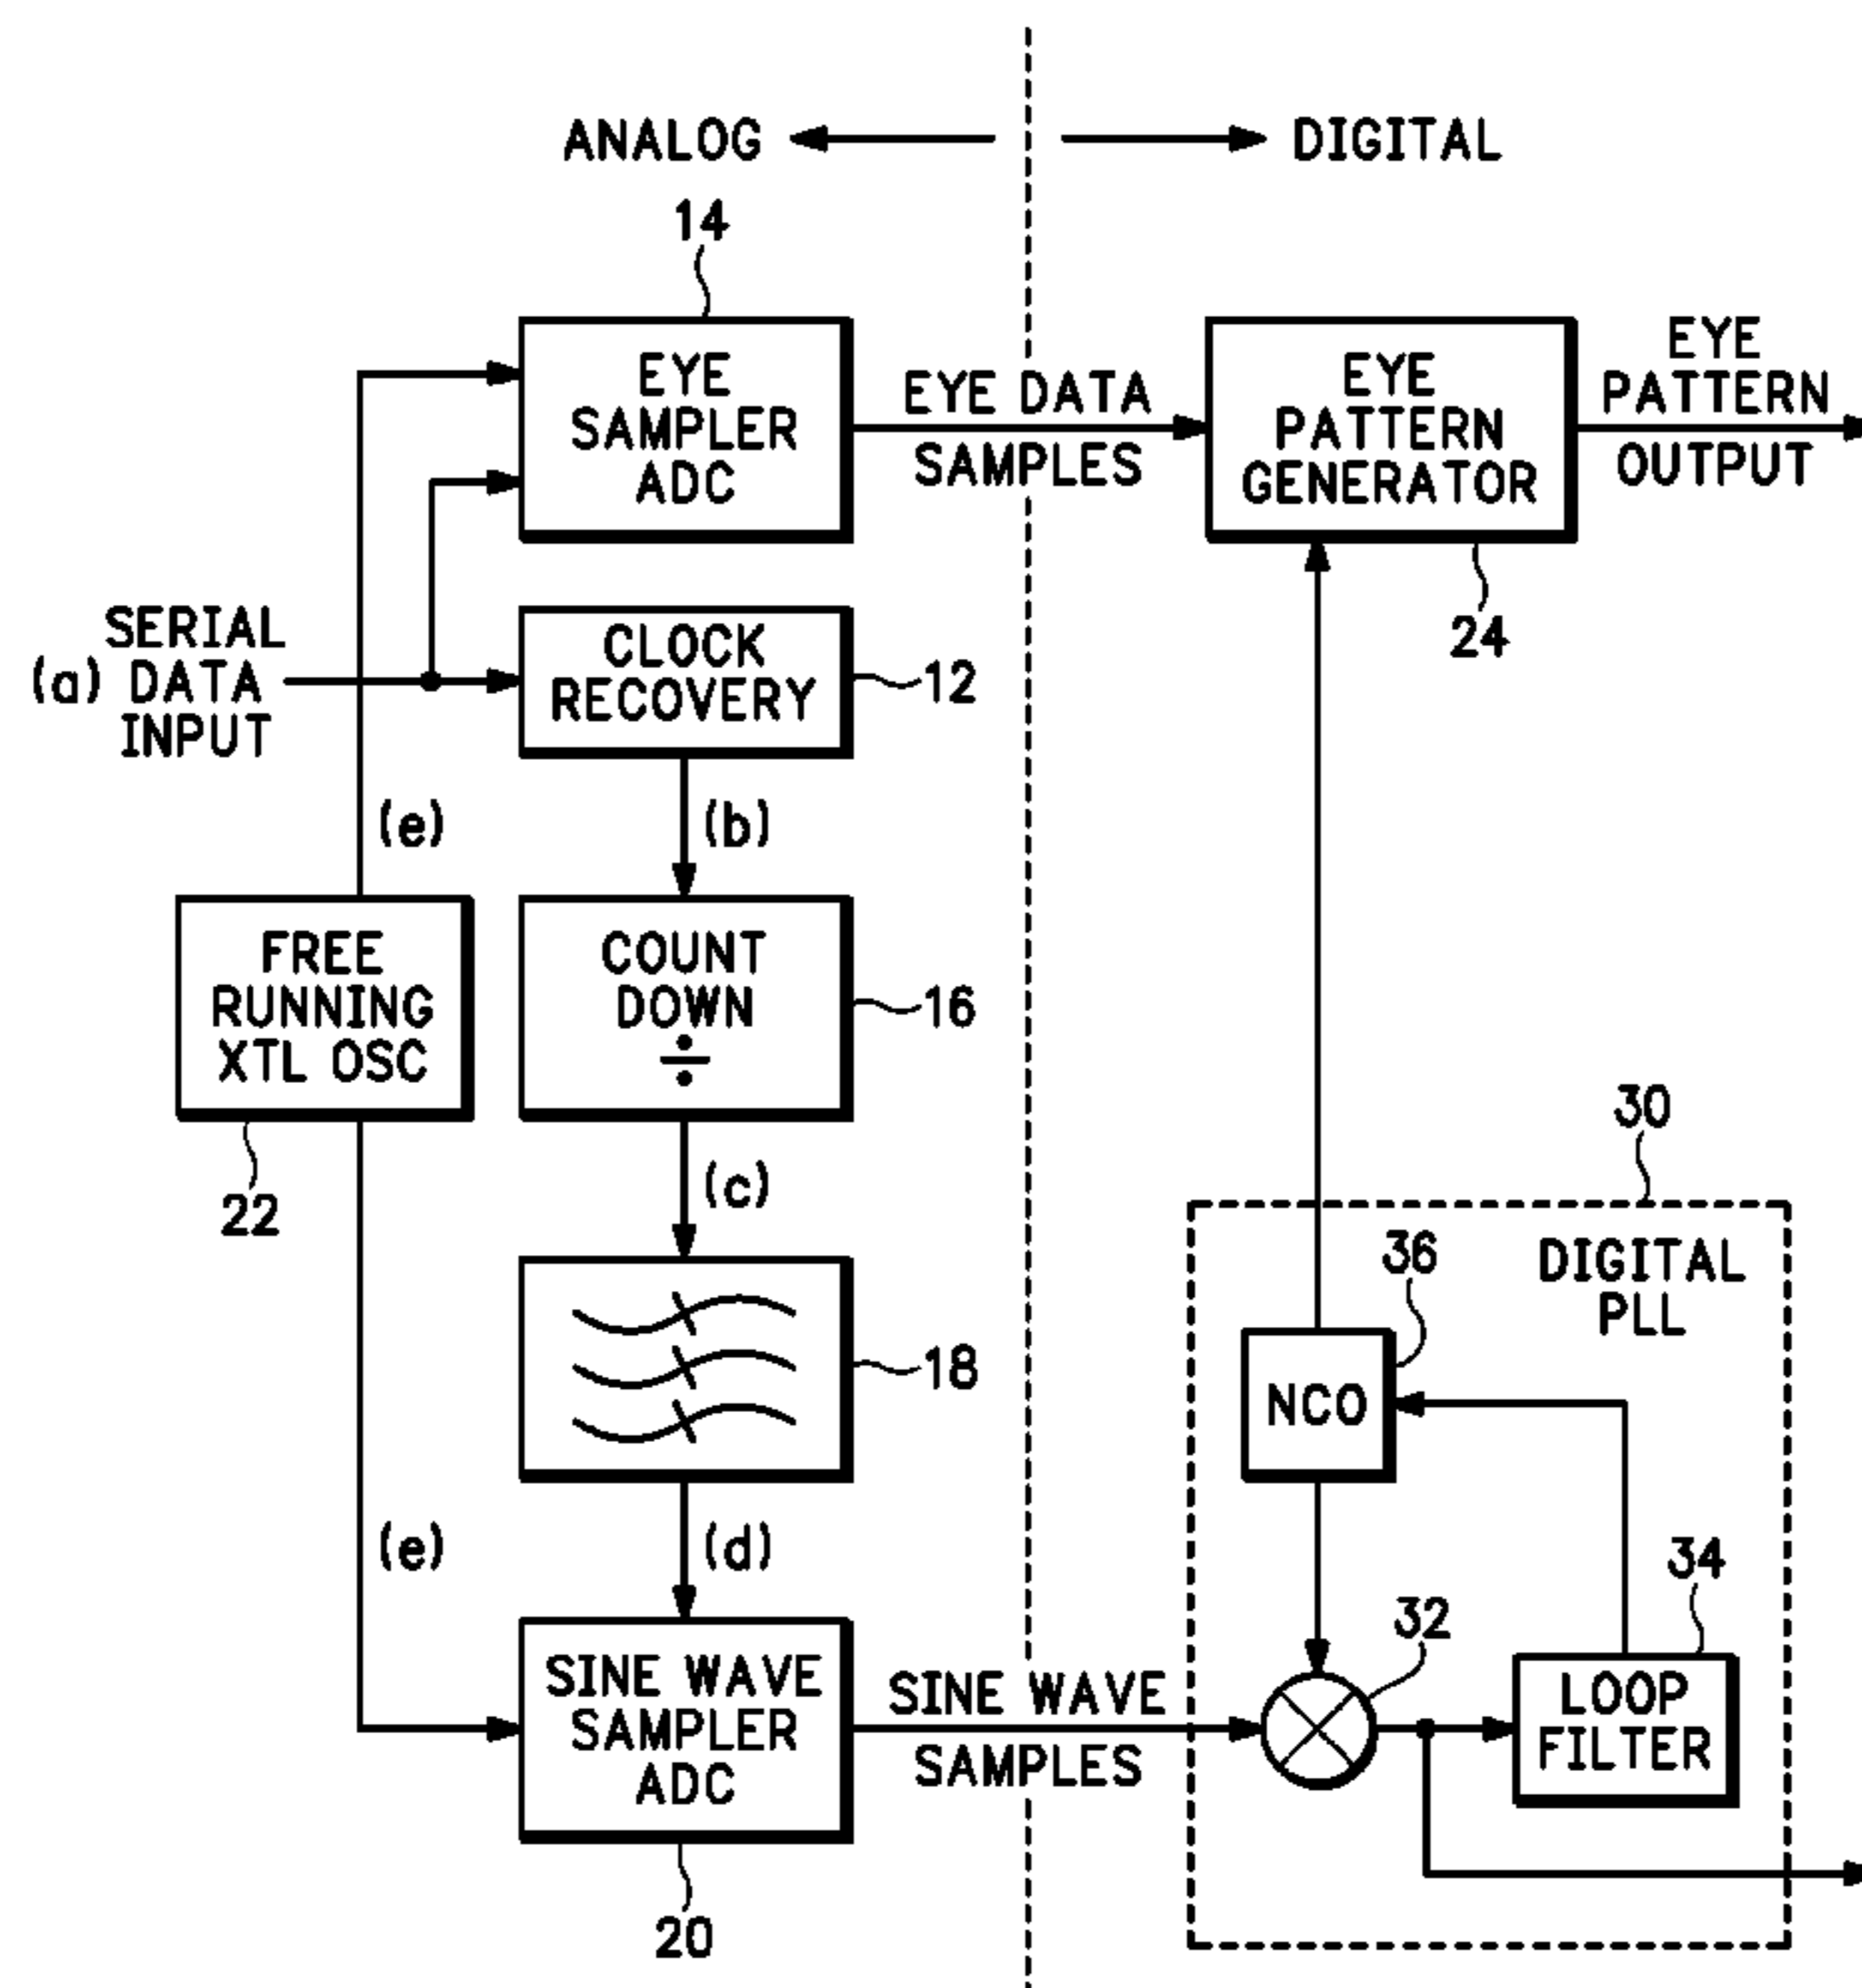 ANALOG
DIGITAL
14
EYE
SAMPLER
ADC
EYE DATA
SAMPLES
EYE
PATTERN
GENERATOR
EYE
PATTERN
OUTPUT
24
SERIAL
(a) DATA
INPUT
CLOCK
RECOVERY
12
(e)
(b)
FREE
RUNNING
XTL OSC
22
COUNT
DOWN
÷
16
(c)
18
(e)
(d)
SINE WAVE
SAMPLER
ADC
20
SINE WAVE
SAMPLES
30
DIGITAL
PLL
36
NCO
34
32
LOOP
FILTER